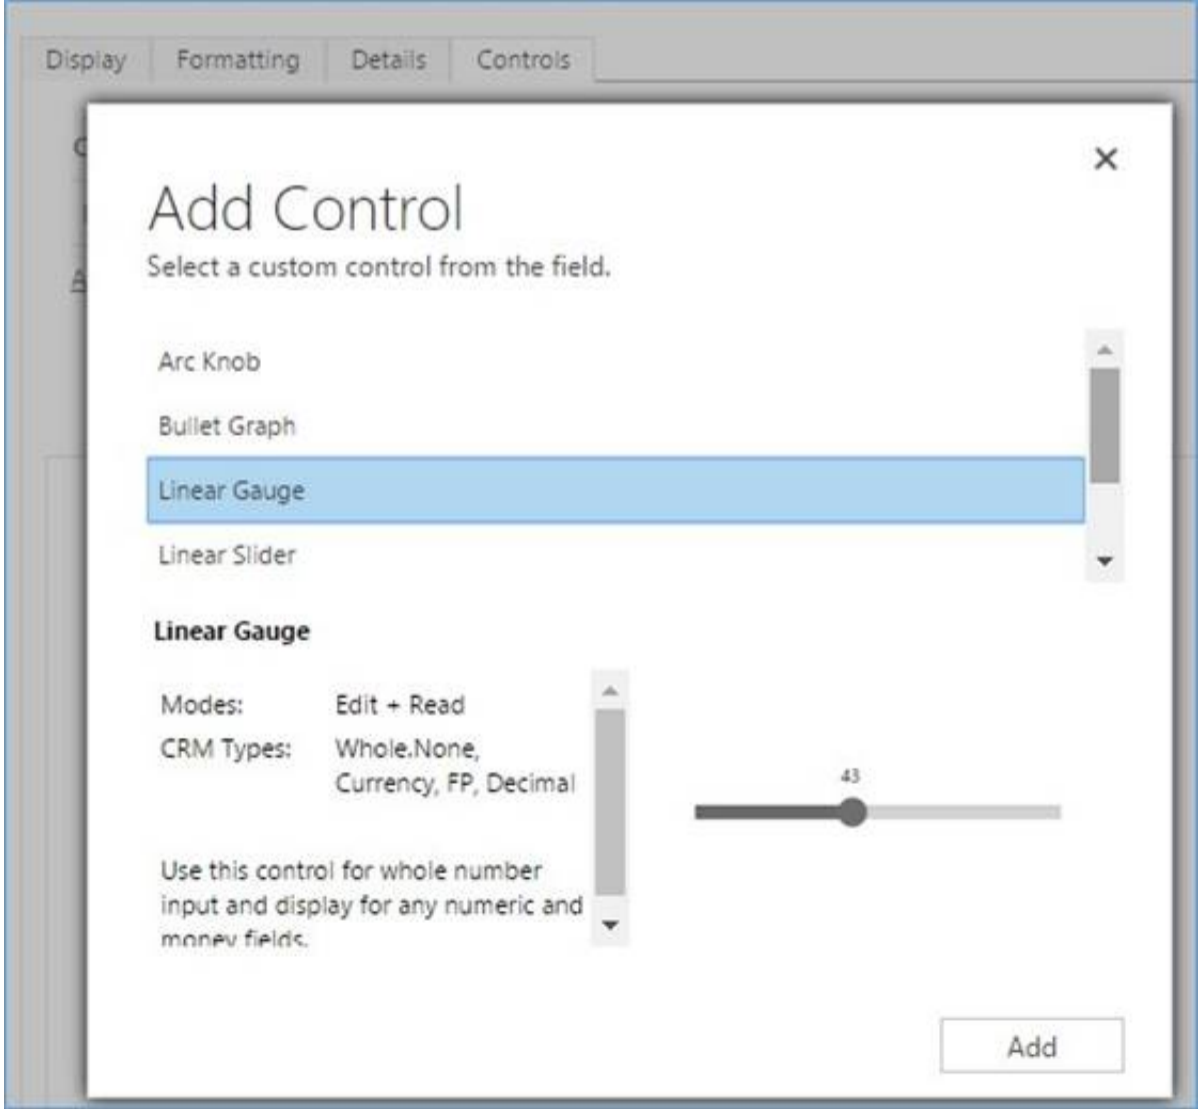 Display Formatting Details Controls
Add Control
Select a custom control from the field.
Arc Knob
Bullet Graph
Linear Gauge
Linear Slider
Linear Gauge
Modes: Edit + Read
CRM Types: Whole.None,
Currency, FP, Decimal
43
Use this control for whole number
input and display for any numeric and
money fields.
Add